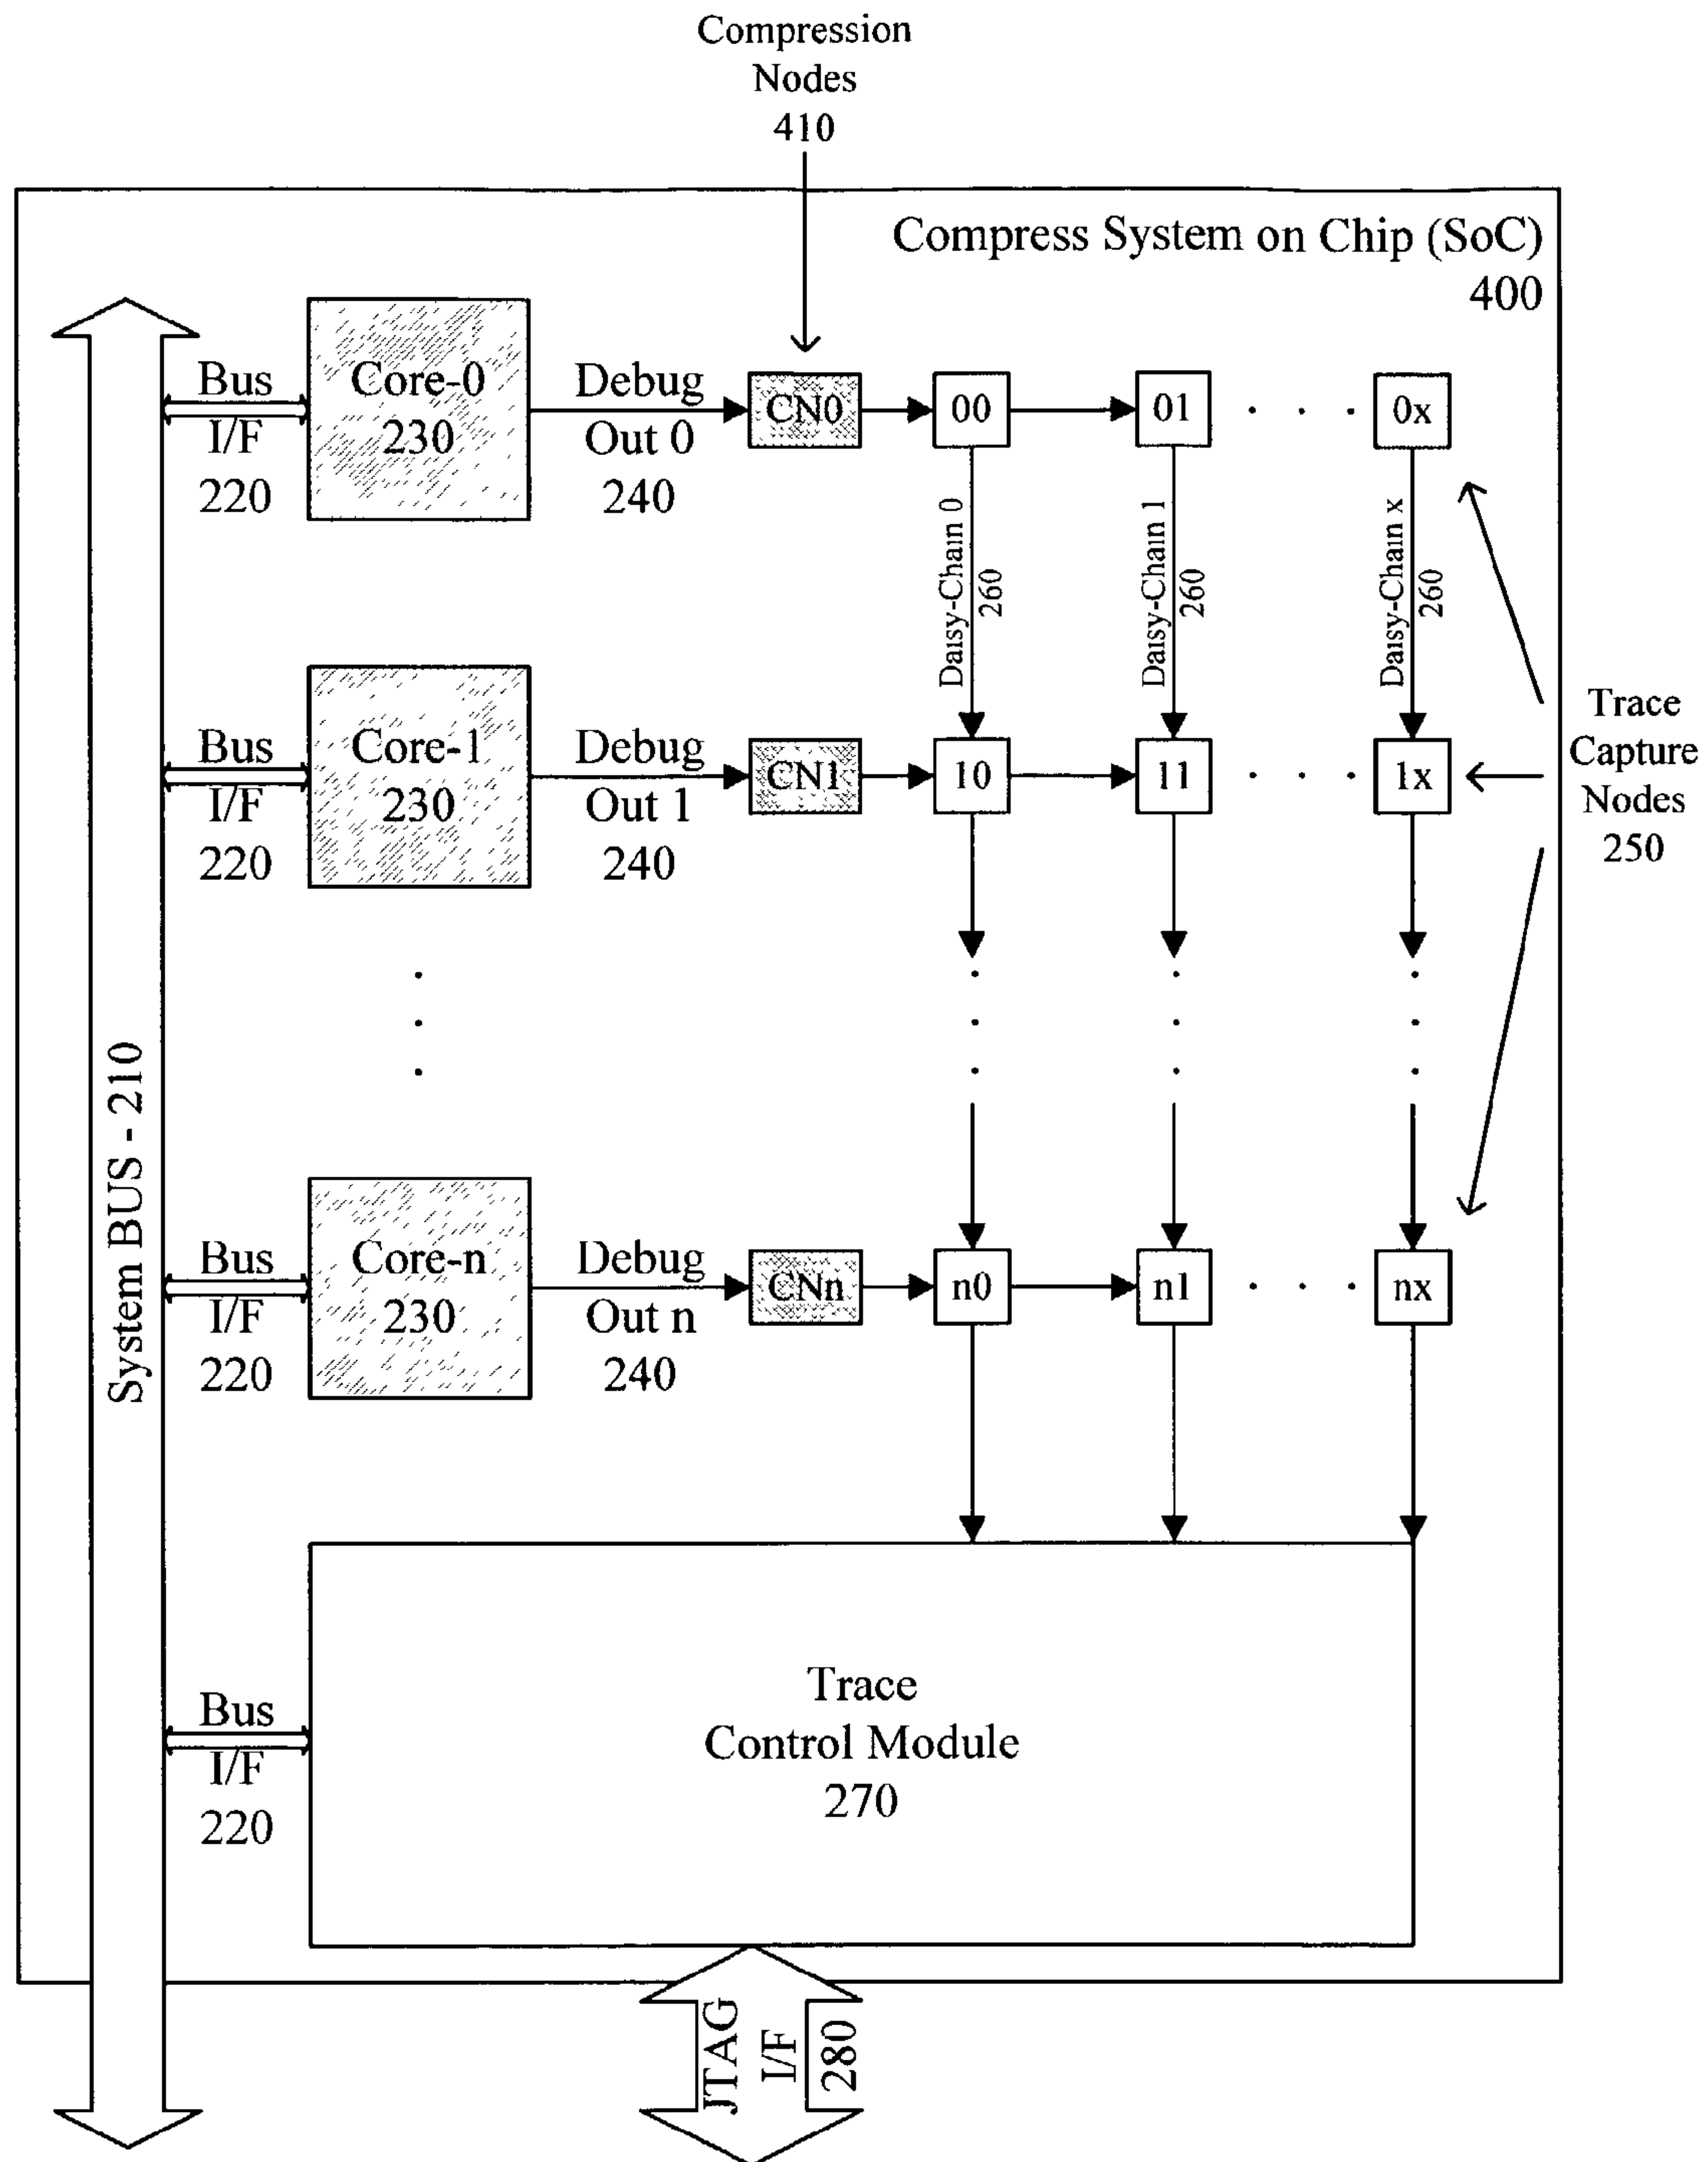 Compression
Nodes
410
Compress System on Chip (SoC)
400
Bus
I/F
220
Core-0
230
Debug
Out 0
240
CN0
00
01
0x
Daisy-Chain 0
260
Daisy-Chain 1
260
Daisy-Chain x
260
Bus
I/F
220
Core-1
230
Debug
Out 1
240
CN1
10
11
1x
Trace
Capture
Nodes
250
System BUS - 210
Bus
I/F
220
Core-n
230
Debug
Out n
240
CNn
n0
n1
nx
Bus
I/F
220
Trace
Control Module
270
JTAG
I/F
280